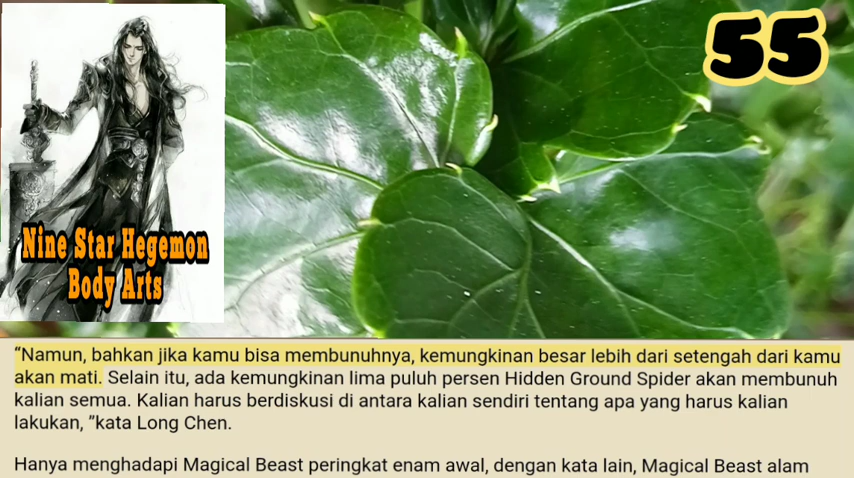 55
Nine Star Hegemon
Body Arts
“Namun, bahkan jika kamu bisa membunuhnya, kemungkinan besar lebih dari setengah dari kamu
akan mati. Selain itu, ada kemungkinan lima puluh persen Hidden Ground Spider akan membunuh
kalian semua. Kalian harus berdiskusi di antara kalian sendiri tentang apa yang harus kalian
lakukan, ”kata Long Chen.
Hanya menghadapi Magical Beast peringkat enam awal, dengan kata lain, Magical Beast alam